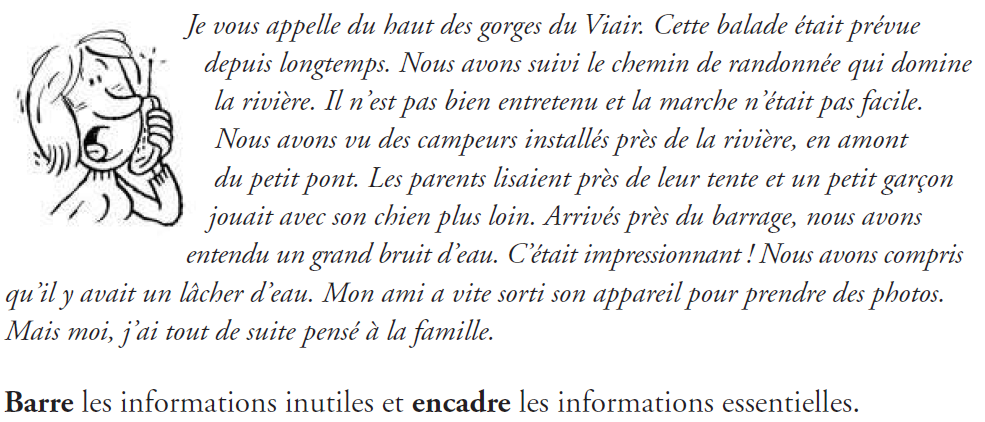 Je vous appelle du haut des gorges du Viair. Cette balade était prévue
depuis longtemps. Nous avons suivi le chemin de randonnée qui domine
la rivière. Il n’est pas bien entretenu et la marche n’était pas facile.
Nous avons vu des campeurs installés près de la rivière, en amont
du petit pont. Les parents lisaient près de leur tente et un petit garçon
jouait avec son chien plus loin. Arrivés près du barrage, nous avons
entendu un grand bruit d’eau. C’était impressionnant ! Nous avons compris
qu’il y avait un lâcher d’eau. Mon ami a vite sorti son appareil pour prendre des photos.
Mais moi, j’ai tout de suite pensé à la famille.
Barre les informations inutiles et encadre les informations essentielles.